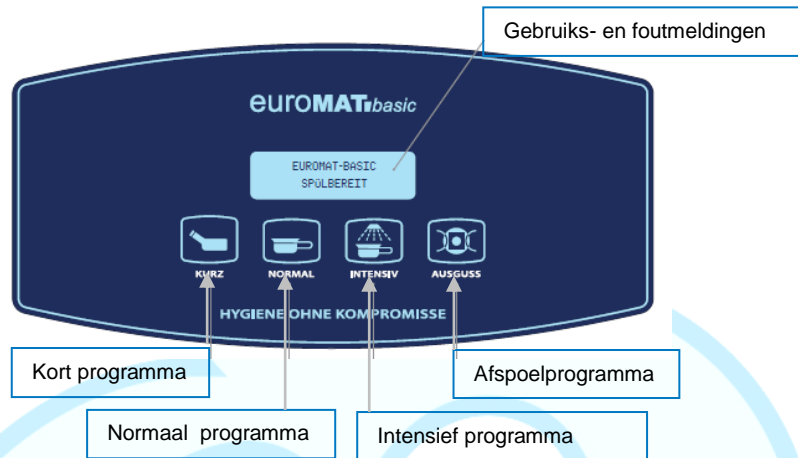 Gebruiks- en foutmeldingen
euroMATbasic
EUROMAT-BASIC
SPÜLBEREIT
KURZ NORMAL INTENSIV AUSGUSS
HYGIENE OHNE KOMPROMISSE
Kort programma
Afspoelprogramma
Normaal programma
Intensief programma